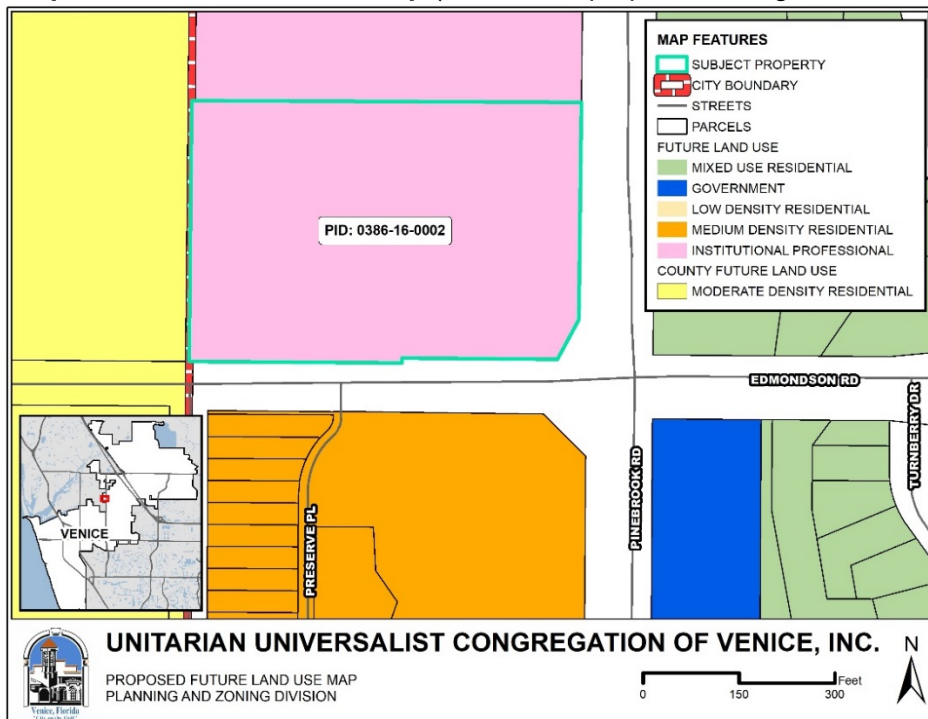 MAP FEATURES
SUBJECT PROPERTY
CITY BOUNDARY
STREETS
PARCELS
FUTURE LAND USE
MIXED USE RESIDENTIAL
GOVERNMENT
LOW DENSITY RESIDENTIAL
MEDIUM DENSITY RESIDENTIAL
INSTITUTIONAL PROFESSIONAL
COUNTY FUTURE LAND USE
MODERATE DENSITY RESIDENTIAL
PID: 0386-16-0002
EDMONDSON RD
TURNBERRY DR
PINEBROOK RD
PRESERVE PL
VENICE
UNITARIAN UNIVERSALIST CONGREGATION OF VENICE, INC.
PROPOSED FUTURE LAND USE MAP
PLANNING AND ZONING DIVISION
Venice, Florida
N
Feet
0 150 300